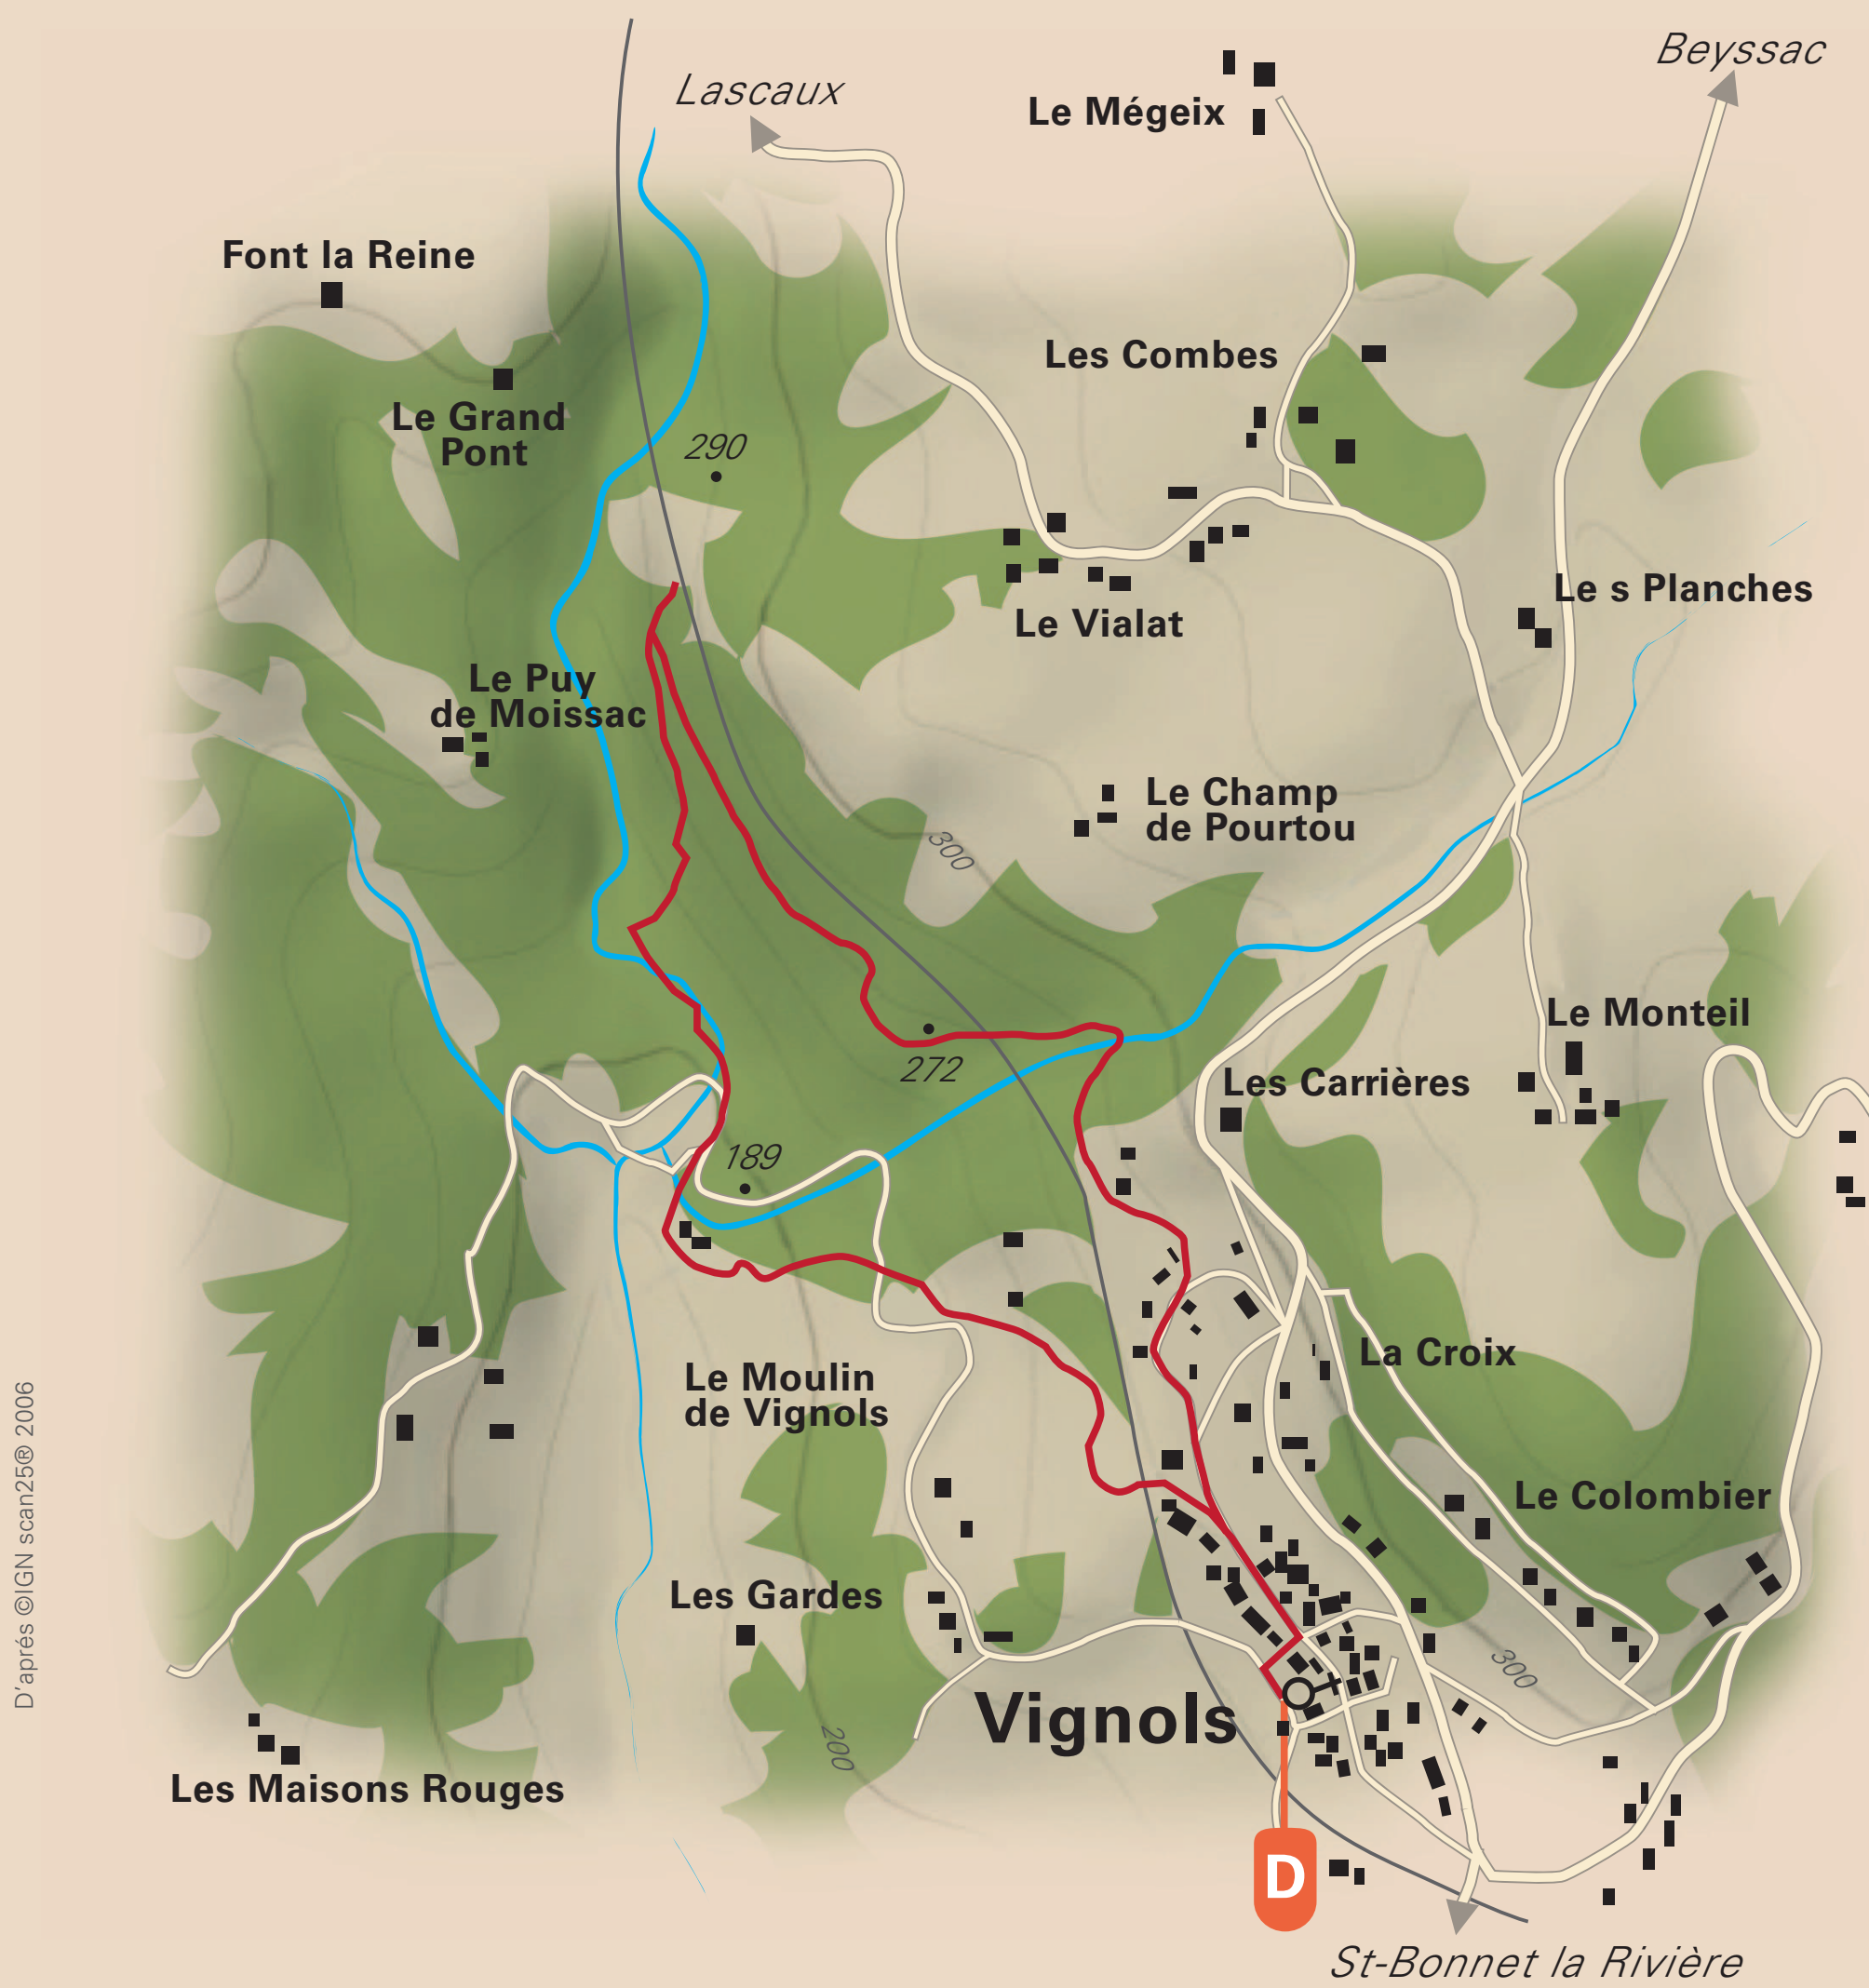 Beyssac
Lascaux
Le Mégeix
Font la Reine
Les Combes
Le Grand
Pont
290
Le s Planches
Le Vialat
Le Puy
de Moissac
Le Champ
de Pourtou
300
Le Monteil
272
Les Carrières
189
La Croix
Le Moulin
de Vignols
Le Colombier
D'aprés ©IGN scan25® 2006
Les Gardes
300
Vignols
200
Les Maisons Rouges
D
St-Bonnet la Rivière